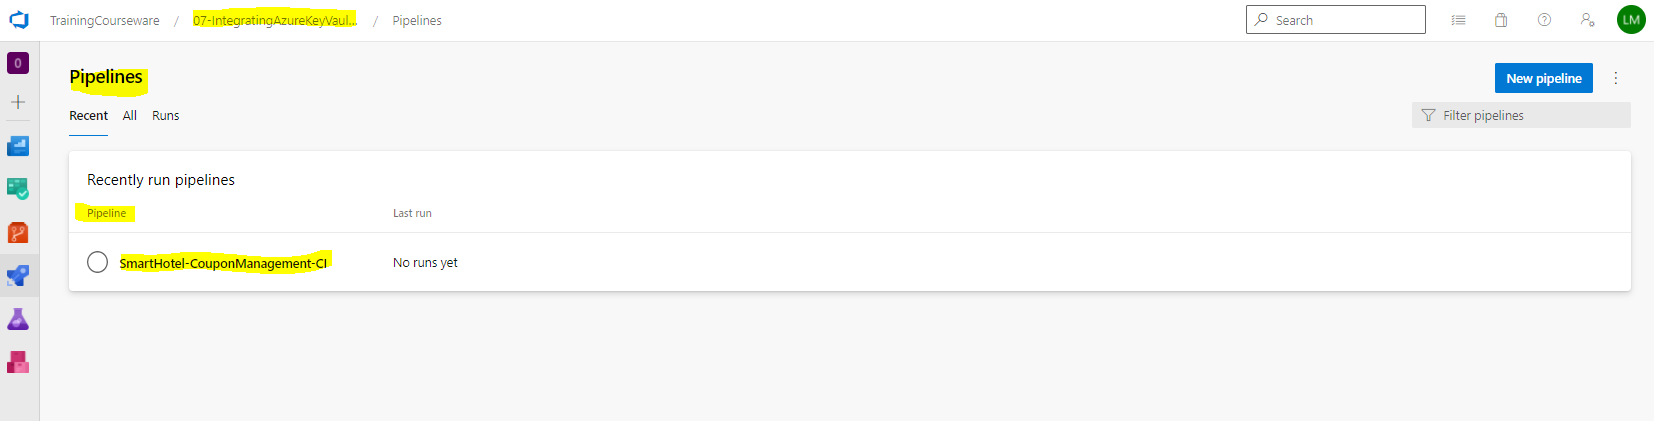 TrainingCourseware / 07-IntegratingAzureKeyVaul... / Pipelines Search LM
O
Pipelines New pipeline
Recent All Runs Filter pipelines
Recently run pipelines
Pipeline Last run
SmartHotel-CouponManagement-CI No runs yet